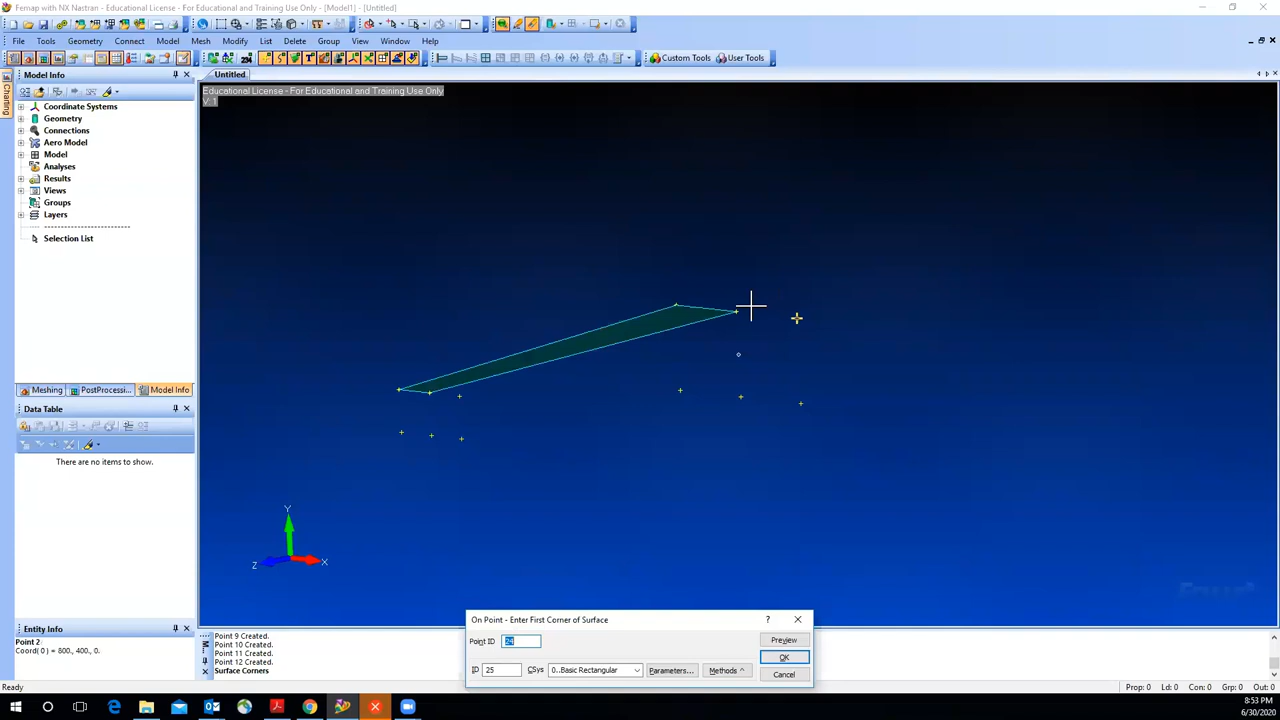 Femap with NX Nastran - Educational License - For Educational and Training Use Only - [Model1] - [Untitled]
File Tools Geometry Connect Model Mesh Modify List Delete Group View Window Help
Custom Tools User Tools
Model Info
Untitled
Charting
Educational License - For Educational and Training Use Only
V: 1
Coordinate Systems
Geometry
Connections
Aero Model
Model
Analyses
Results
Views
Groups
Layers
Selection List
Meshing PostProcessi... Model Info
Data Table
There are no items to show.
Y
Z
X
Entity Info
Point 2
Coord( 0 ) = 800., 400., 0.
Point 9 Created.
Point 10 Created.
Point 11 Created.
Point 12 Created.
Surface Corners
On Point - Enter First Corner of Surface
Point ID 24
Preview
OK
ID 25 CSys 0..Basic Rectangular Parameters... Methods ^
Cancel
Ready
Prop: 0 Ld: 0 Con: 0 Grp: 0 Out: 0
8:53 PM
6/30/2020